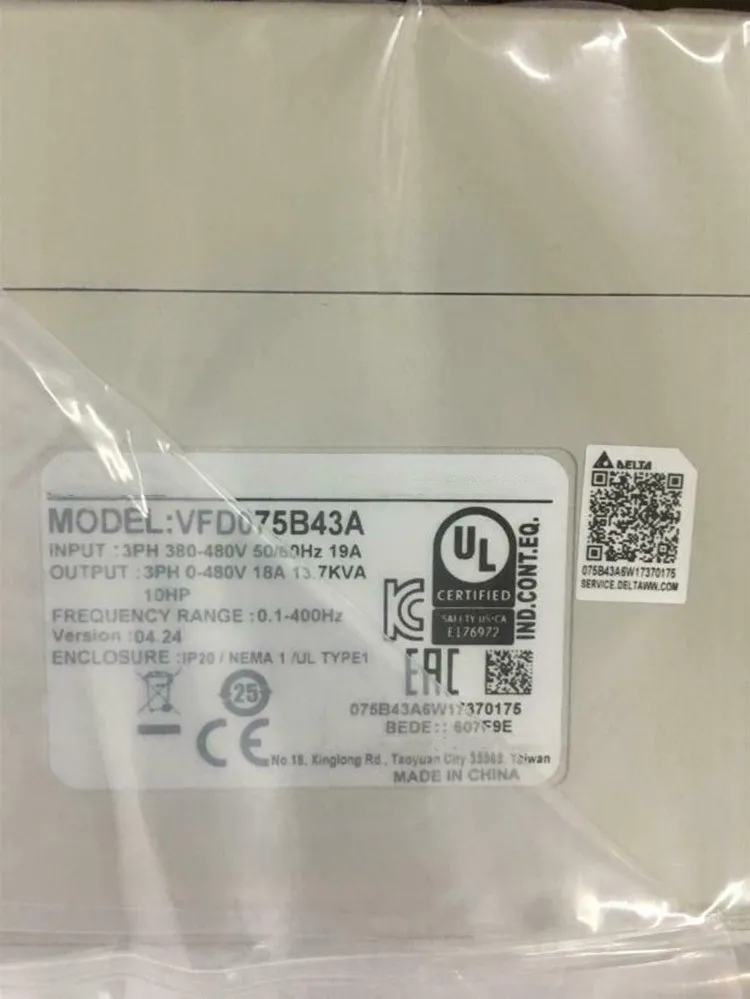 MODEL:VFD075B43A
INPUT :3PH 380-480V 50/60Hz 19A
OUTPUT :3PH 0-480V 18A 13.7KVA
10HP
FREQUENCY RANGE :0.1-400Hz
Version :04.24
ENCLOSURE :IP20 / NEMA 1 /UL TYPE1
UL
CERTIFIED
SAFETY US-CA
E176972
IND.CONT.EQ.
EAC
25
075B43A6W17370175
BEDE:: 607F9E
CE
No.18, Xinglong Rd., Taoyuan City Taiwan
MADE IN CHINA
DELTA
075B43A6W17370175
SERVICE.DELTAWW.COM